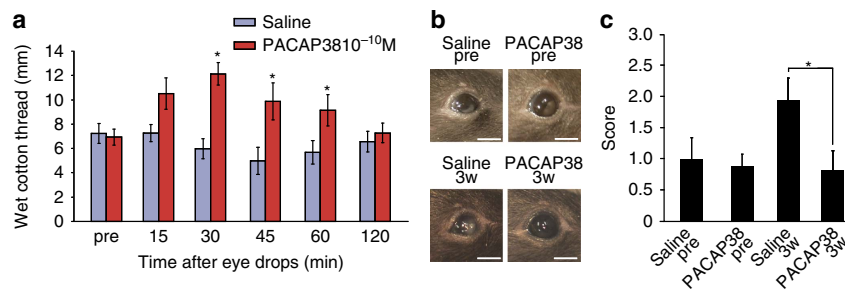 a
Saline
PACAP3810⁻¹⁰M
Wet cotton thread (mm)
14
12
10
8
6
4
2
0
* * *
pre 15 30 45 60 120
Time after eye drops (min)
b
Saline pre
PACAP38 pre
Saline 3w
PACAP38 3w
c
Score
3.0
2.5
2.0
1.5
1.0
0.5
0.0
*
Saline pre
PACAP38 pre
Saline 3w
PACAP38 3w